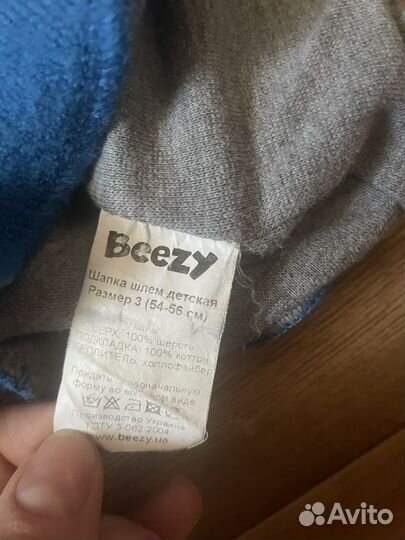 Beezy
Шапка шлем детская
Размер 3 (54-56 см)
ВЕРХ: 100% шерсть
ПОДКЛАДКА: 100% коттон
УТЕПЛИТЕЛЬ: холлофайбер
Придать первоначальную
форму во влажном виде
Производство Украина
ДСТУ 3-062 2004
www.beezy.ua
Avito